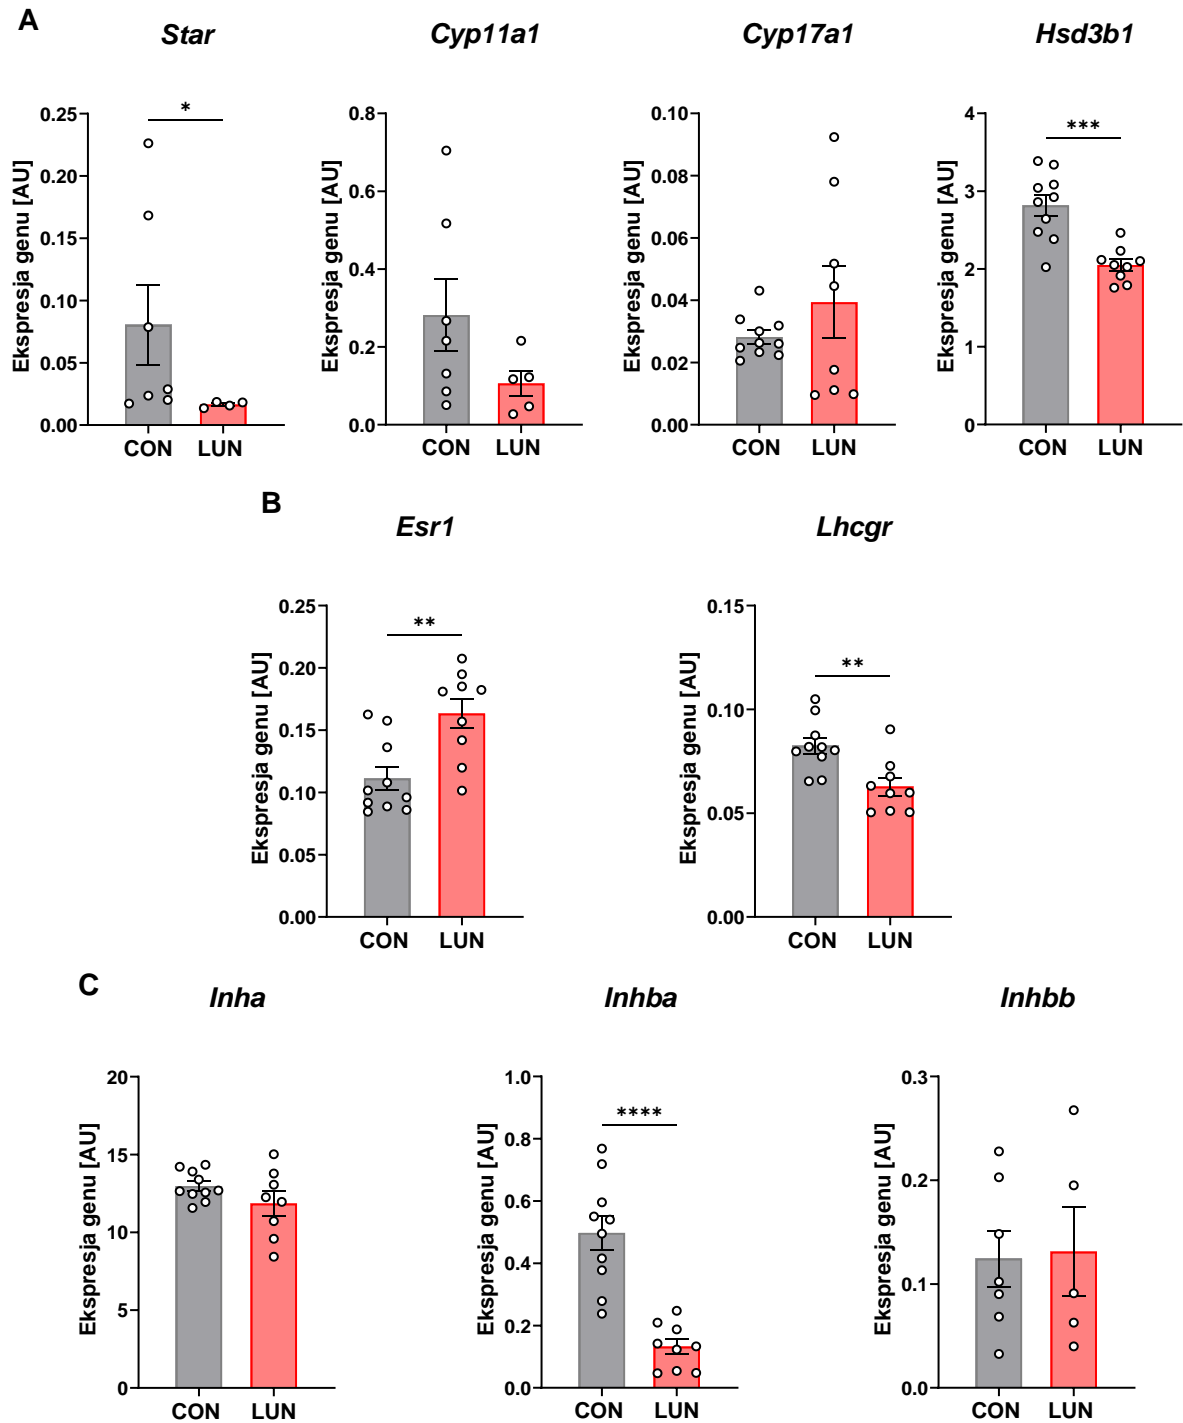 A
Star
Cyp11a1
Cyp17a1
Hsd3b1
Ekspresja genu [AU]
0.25
0.20
0.15
0.10
0.05
0.00
*
CON LUN
Ekspresja genu [AU]
0.8
0.6
0.4
0.2
0.0
CON LUN
Ekspresja genu [AU]
0.10
0.08
0.06
0.04
0.02
0.00
CON LUN
Ekspresja genu [AU]
4
3
2
1
0
***
CON LUN
B
Esr1
Lhcgr
Ekspresja genu [AU]
0.25
0.20
0.15
0.10
0.05
0.00
**
CON LUN
Ekspresja genu [AU]
0.15
0.10
0.05
0.00
**
CON LUN
C
Inha
Inhba
Inhbb
Ekspresja genu [AU]
20
15
10
5
0
CON LUN
Ekspresja genu [AU]
1.0
0.8
0.6
0.4
0.2
0.0
****
CON LUN
Ekspresja genu [AU]
0.3
0.2
0.1
0.0
CON LUN